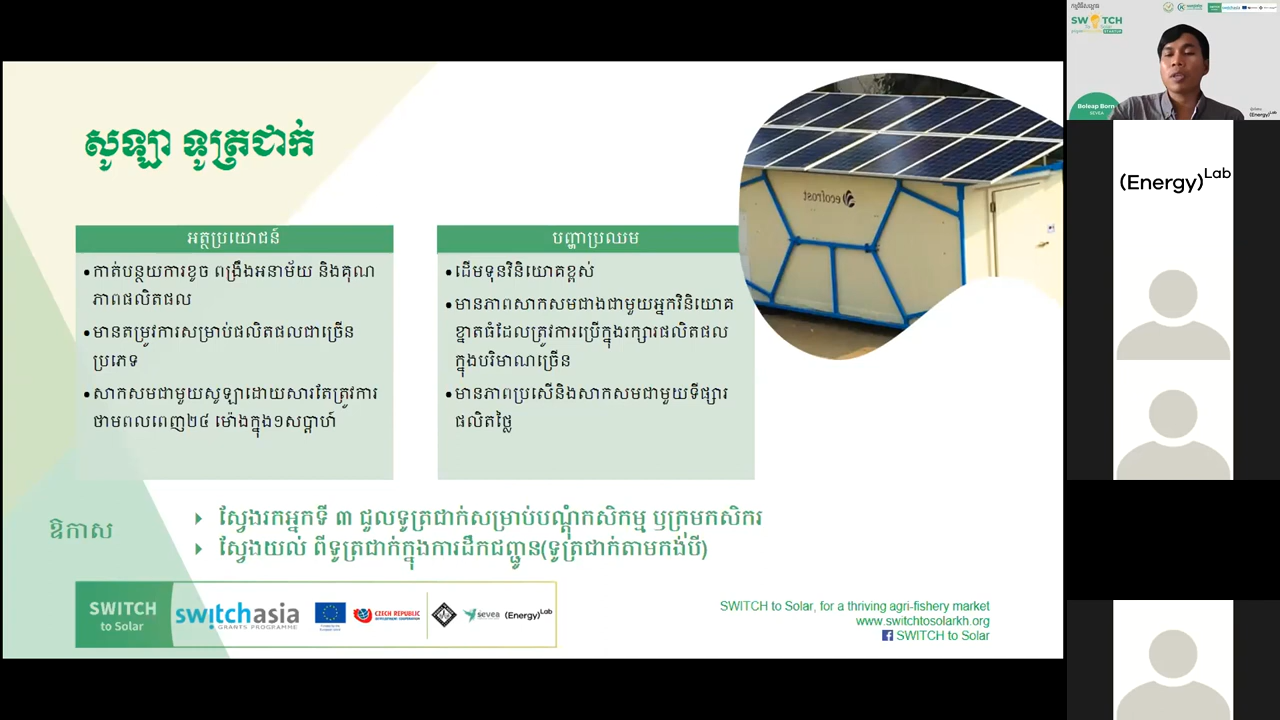 សូឡា ទូត្រជាក់
អត្ថប្រយោជន៍
•កាត់បន្ថយការខូច ពង្រឹងអនាម័យ និងគុណ
ភាពផលិតផល
•មានតម្រូវការសម្រាប់ផលិតផលជាច្រើន
ប្រភេទ
•សាកសមជាមួយសូឡាដោយសារតែត្រូវការ
ថាមពលពេញ២៤ ម៉ោងក្នុង១សប្តាហ៍
បញ្ហាប្រឈម
•ដើមទុនវិនិយោគខ្ពស់
•មានភាពសាកសមជាងជាមួយអ្នកវិនិយោគ
ខ្នាតធំដែលត្រូវការប្រើក្នុងរក្សារផលិតផល
ក្នុងបរិមាណច្រើន
•មានភាពប្រសើនិងសាកសមជាមួយទីផ្សារ
ផលិតថ្លៃ
ecofrost
ឱកាស
ស្វែងរកអ្នកទី ៣ ជួលទូត្រជាក់សម្រាប់បណ្តុំកសិកម្ម ឬក្រុមកសិករ
ស្វែងយល់ ពីទូត្រជាក់ក្នុងការដឹកជញ្ជូន(ទូត្រជាក់តាមកង់បី)
SWITCH
to Solar
switchasia
GRANTS PROGRAMME
CZECH REPUBLIC
sevea
(Energy)Lab
SWITCH to Solar, for a thriving agri-fishery market
www.switchtosolarkh.org
SWITCH to Solar
SWITCH
Boleap Born
SEVEA
(Energy)Lab
(Energy)Lab